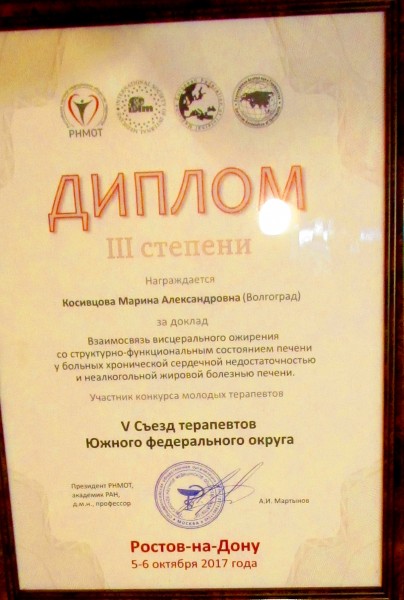 РНМОТ
ДИПЛОМ
III степени
Награждается
Косивцова Марина Александровна (Волгоград)
за доклад
Взаимосвязь висцерального ожирения
со структурно-функциональным состоянием печени
у больных хронической сердечной недостаточностью
и неалкогольной жировой болезнью печени.
Участник конкурса молодых терапевтов
V Съезд терапевтов
Южного федерального округа
Президент РНМОТ,
академик РАН,
д.м.н., профессор
А.И. Мартынов
Ростов-на-Дону
5-6 октября 2017 года